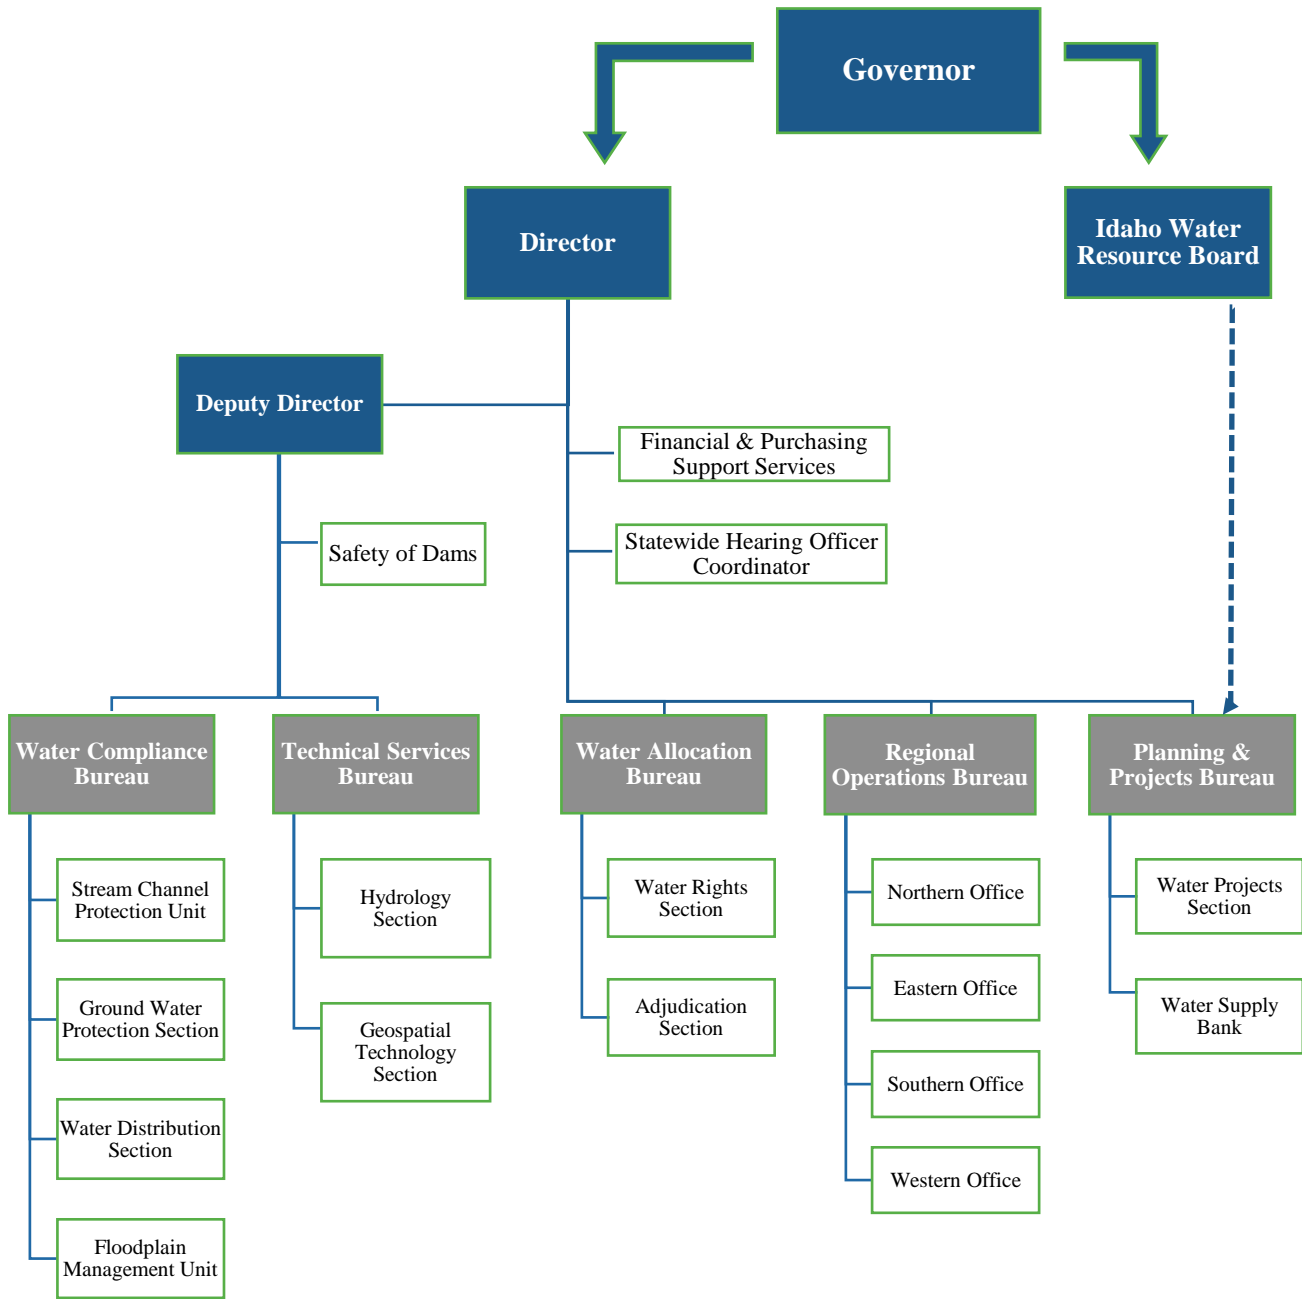 Governor
Director
Idaho Water
Resource Board
Deputy Director
Financial & Purchasing
Support Services
Safety of Dams
Statewide Hearing Officer
Coordinator
Water Compliance
Bureau
Technical Services
Bureau
Water Allocation
Bureau
Regional
Operations Bureau
Planning &
Projects Bureau
Stream Channel
Protection Unit
Ground Water
Protection Section
Water Distribution
Section
Floodplain
Management Unit
Hydrology
Section
Geospatial
Technology
Section
Water Rights
Section
Adjudication
Section
Northern Office
Eastern Office
Southern Office
Western Office
Water Projects
Section
Water Supply
Bank